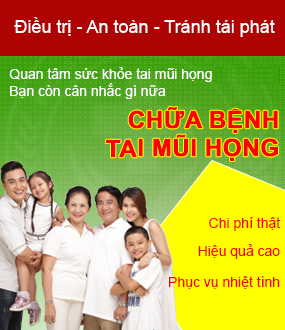 Điều trị - An toàn - Tránh tái phát
Quan tâm sức khỏe tai mũi họng
Bạn còn cân nhắc gì nữa
CHỮA BỆNH
TAI MŨI HỌNG
Chi phí thật
Hiệu quả cao
Phục vụ nhiệt tình